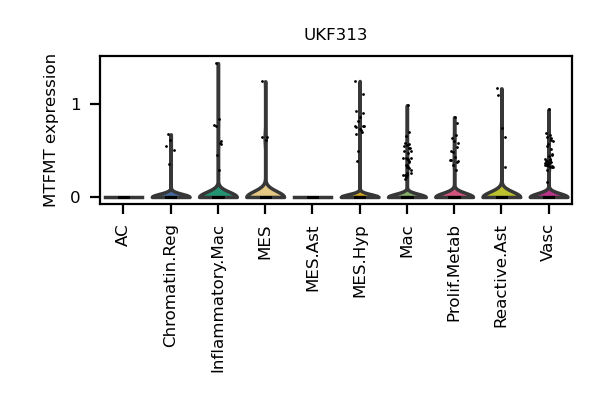 UKF313
MTFMT expression
1
0
AC
Chromatin.Reg
Inflammatory.Mac
MES
MES.Ast
MES.Hyp
Mac
Prolif.Metab
Reactive.Ast
Vasc